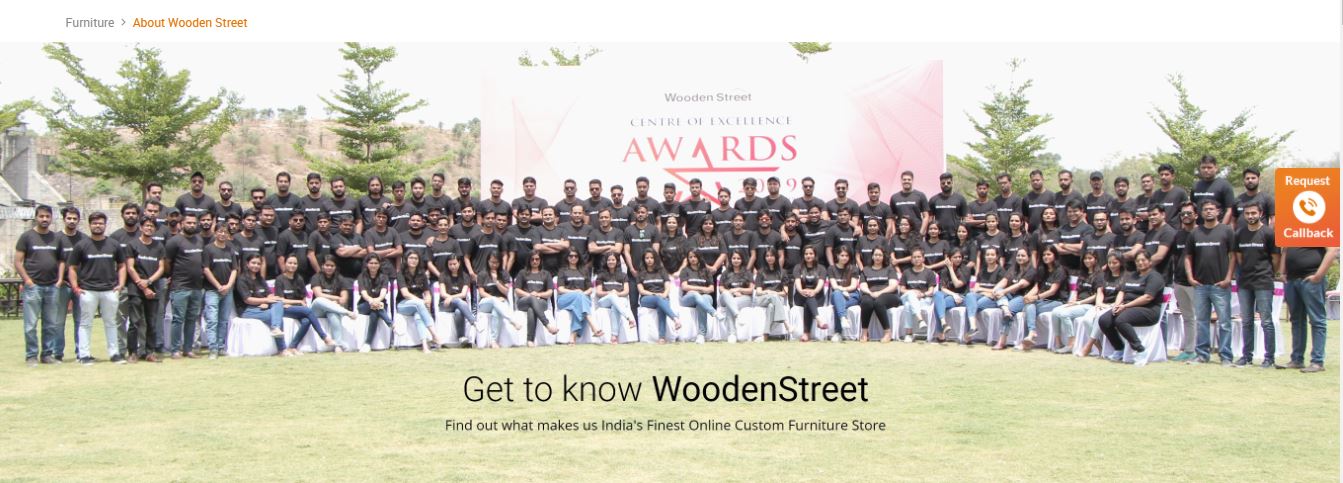 Furniture > About Wooden Street
Wooden Street
CENTRE OF EXCELLENCE
AWARDS
Request
Callback
Get to know WoodenStreet
Find out what makes us India's Finest Online Custom Furniture Store